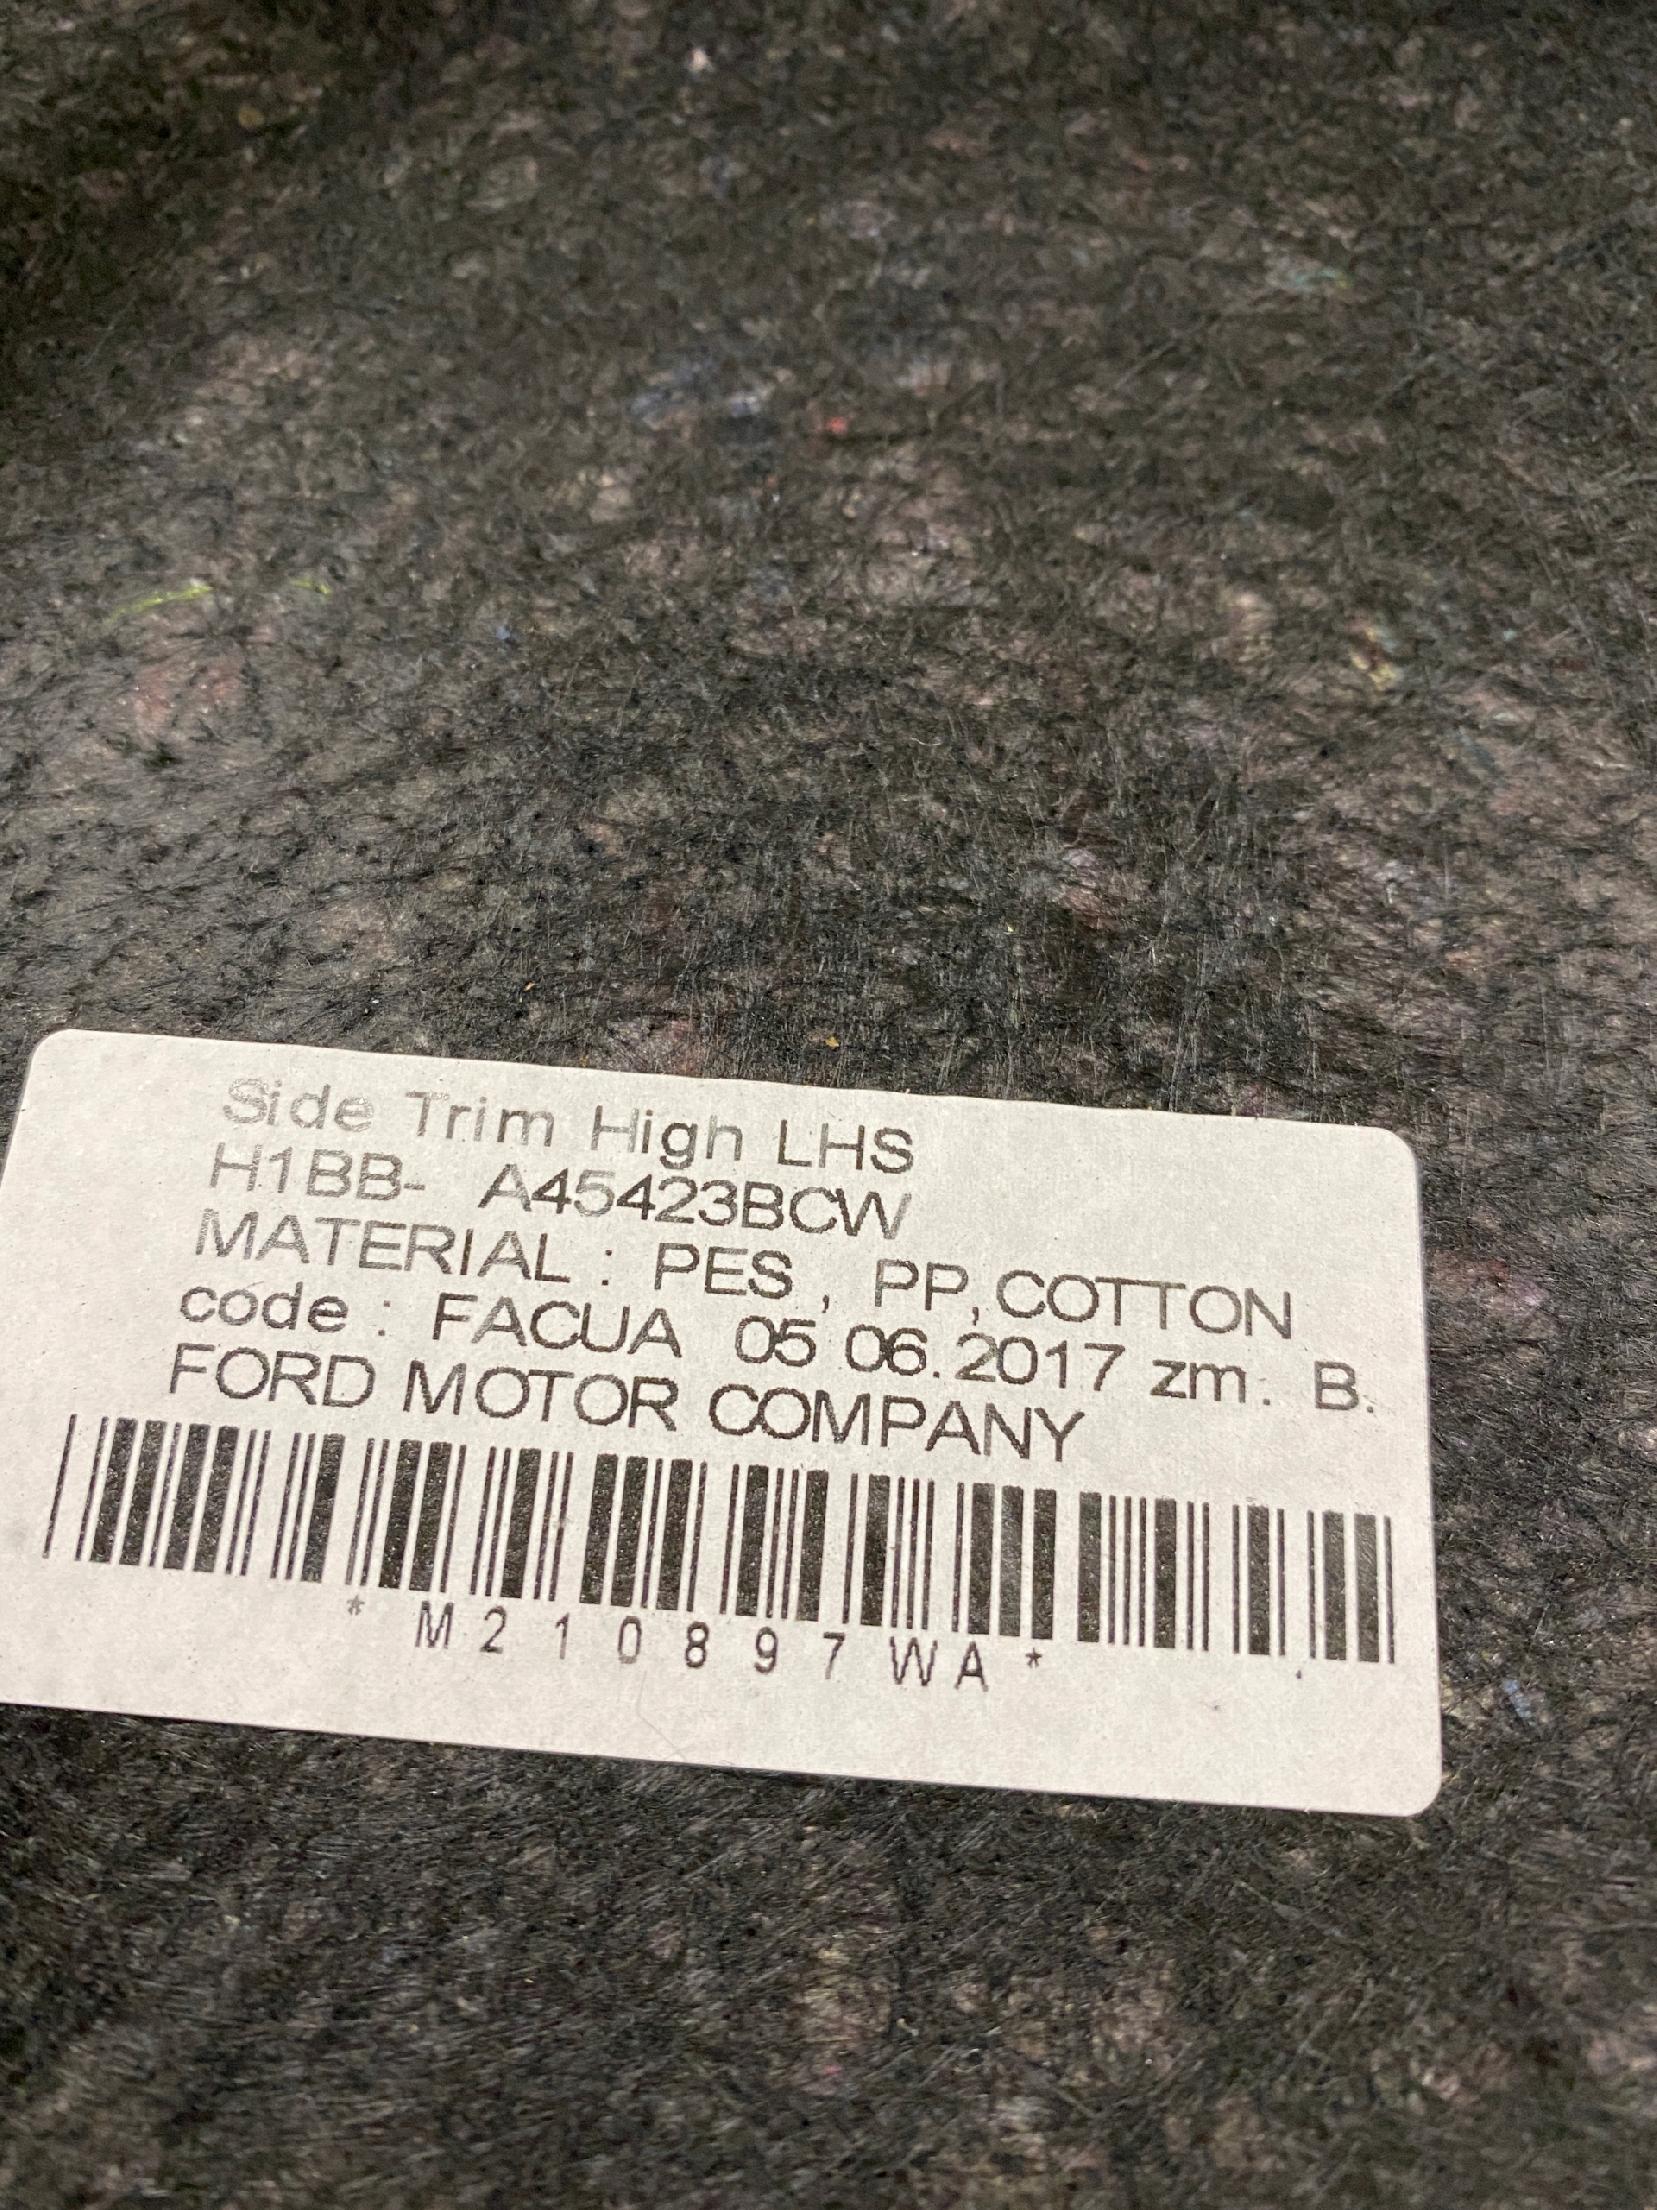 Side Trim High LHS
H1BB- A45423BCW
MATERIAL : PES , PP,COTTON
code : FACUA 05 06.2017 zm. B.
FORD MOTOR COMPANY
*M210897WA*